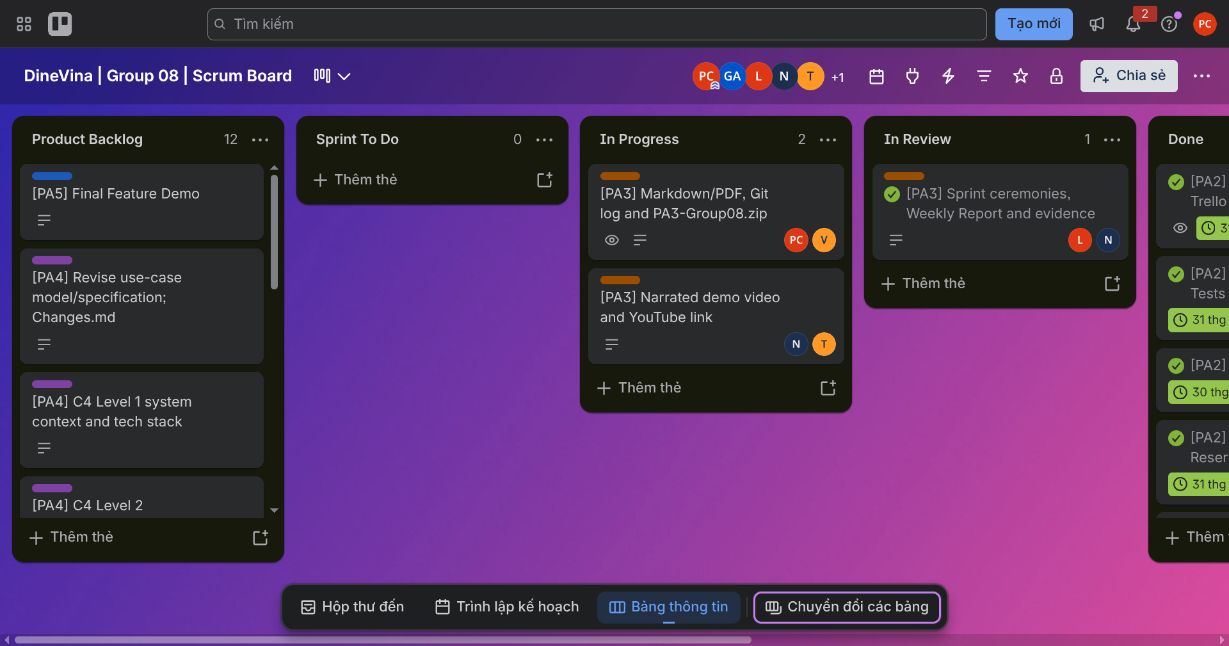 Tìm kiếm
Tạo mới
2
PC
DineVina | Group 08 | Scrum Board
PC
GA
L
N
T
+1
Chia sẻ
Product Backlog
12
[PA5] Final Feature Demo
[PA4] Revise use-case
model/specification;
Changes.md
[PA4] C4 Level 1 system
context and tech stack
[PA4] C4 Level 2
Thêm thẻ
Sprint To Do
0
Thêm thẻ
In Progress
2
[PA3] Markdown/PDF, Git
log and PA3-Group08.zip
PC
V
[PA3] Narrated demo video
and YouTube link
N
T
Thêm thẻ
In Review
1
[PA3] Sprint ceremonies,
Weekly Report and evidence
L
N
Thêm thẻ
Done
[PA2]
Trello
[PA2]
Tests
31 thg
[PA2]
30 thg
[PA2]
Reser
31 thg
Thêm
Hộp thư đến
Trình lập kế hoạch
Bảng thông tin
Chuyển đổi các bảng